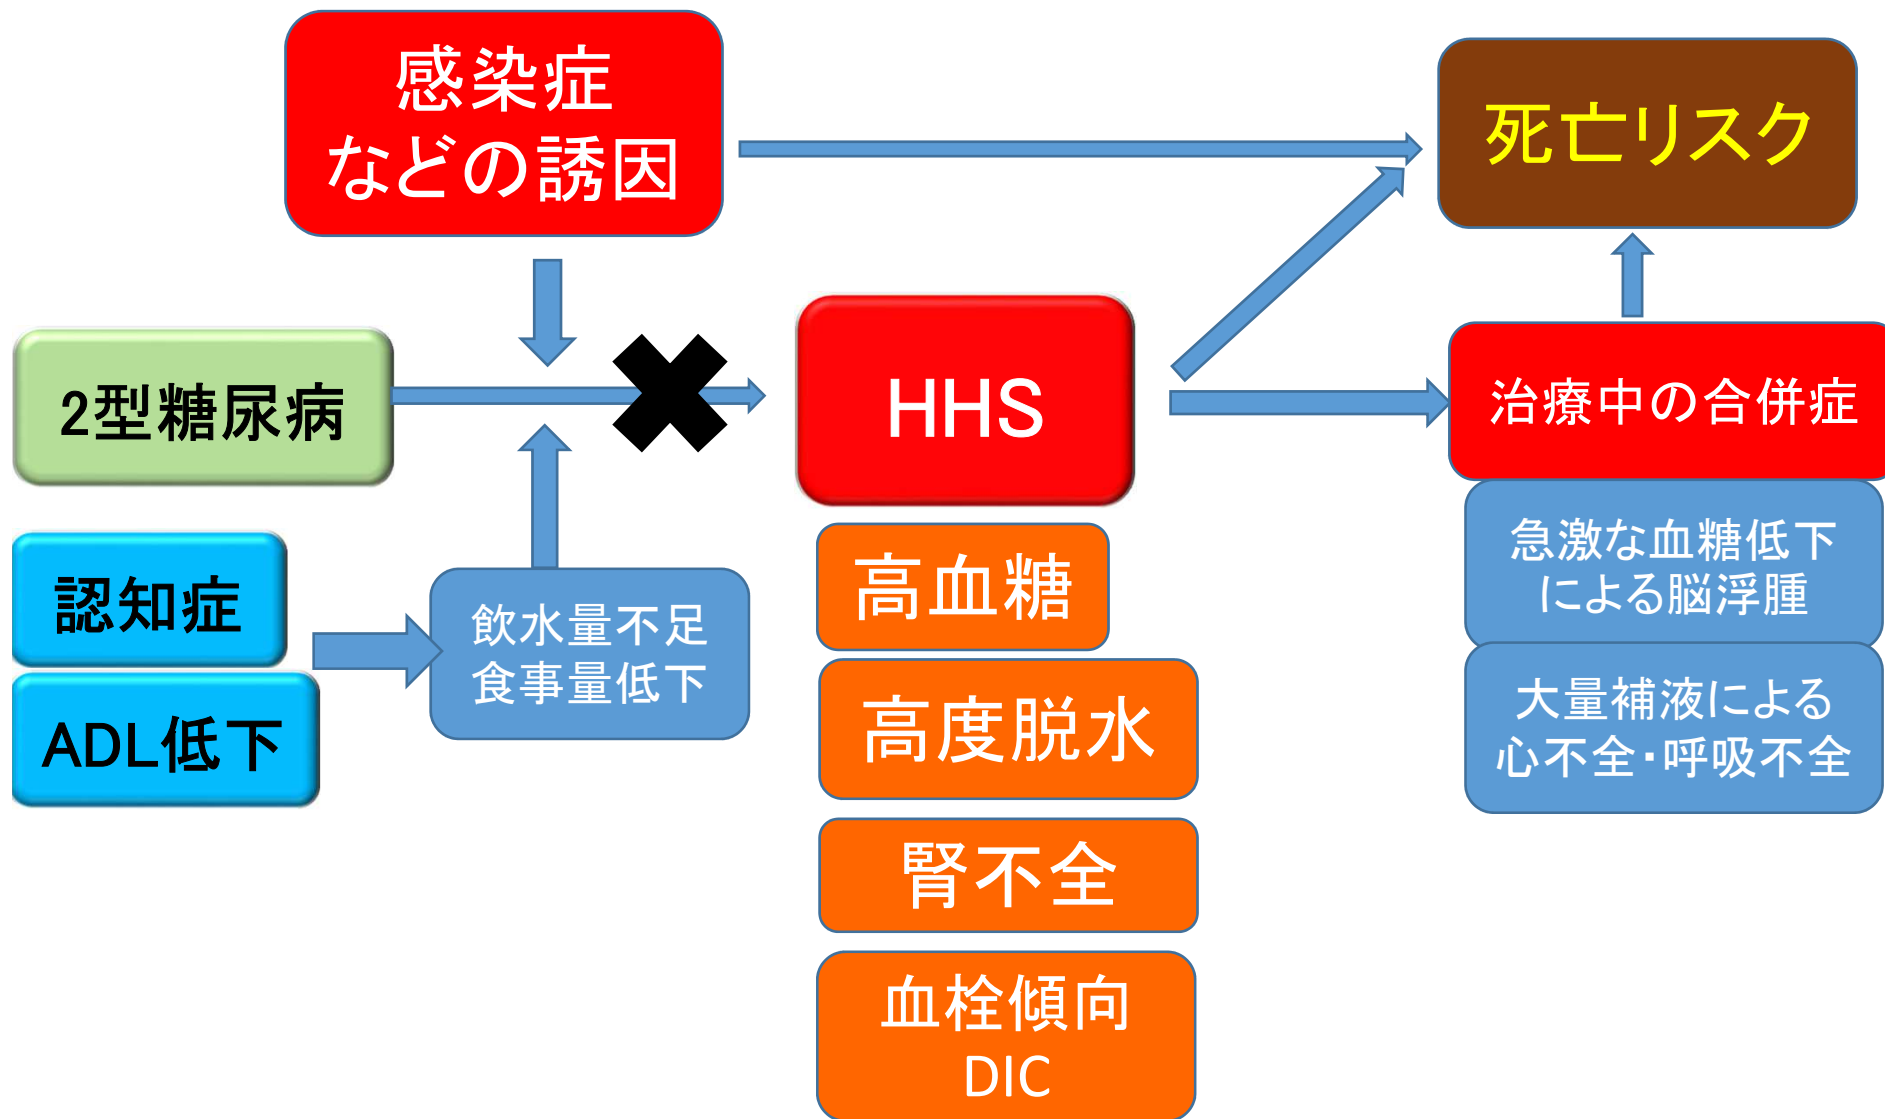 感染症
などの誘因
死亡リスク
2型糖尿病
HHS
治療中の合併症
認知症
ADL低下
飲水量不足
食事量低下
高血糖
高度脱水
腎不全
血栓傾向
DIC
急激な血糖低下
による脳浮腫
大量補液による
心不全・呼吸不全